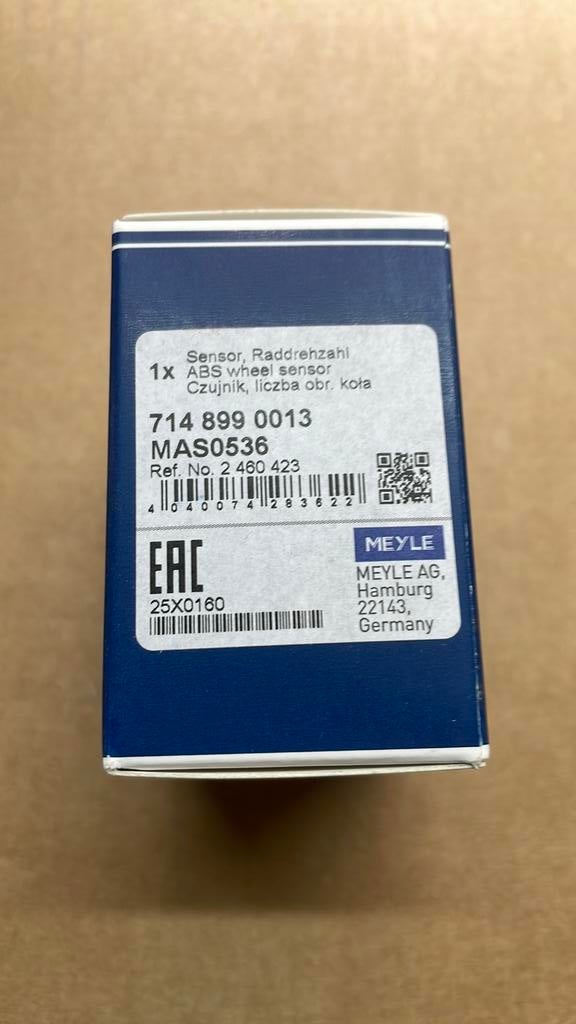 1x
Sensor, Raddrehzahl
ABS wheel sensor
Czujnik, liczba obr. koła
714 899 0013
MAS0536
Ref. No. 2 460 423
4 040074 283622
EAC
25X0160
MEYLE
MEYLE AG,
Hamburg
22143,
Germany